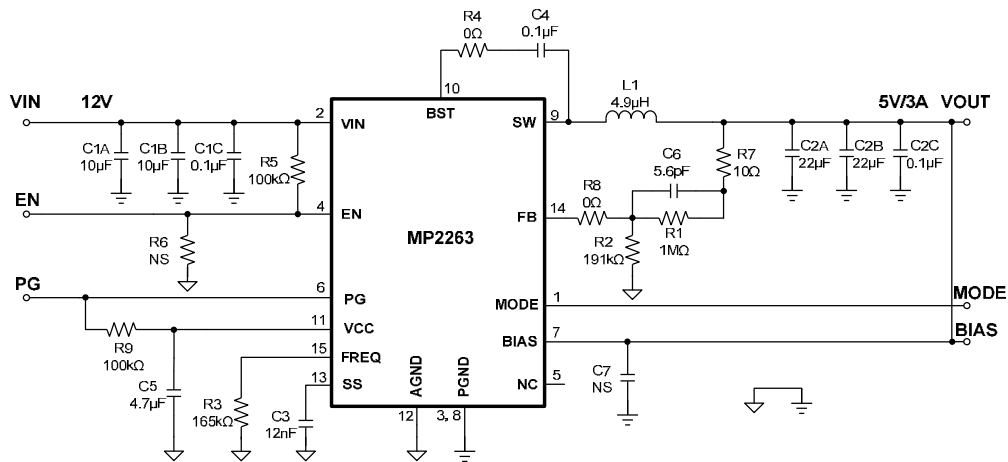 R4
0Ω
C4
0.1µF
10
BST
VIN
12V
2
VIN
SW
9
L1
4.9µH
5V/3A
VOUT
C1A
10µF
C1B
10µF
C1C
0.1µF
R5
100kΩ
C6
5.6pF
R7
10Ω
C2A
22µF
C2B
22µF
C2C
0.1µF
EN
4
EN
FB
14
R8
0Ω
R1
1MΩ
R2
191kΩ
R6
NS
MP2263
PG
6
PG
MODE
1
MODE
11
VCC
BIAS
7
BIAS
R9
100kΩ
15
FREQ
C5
4.7µF
R3
165kΩ
13
SS
C3
12nF
AGND
PGND
NC
5
C7
NS
12
3, 8